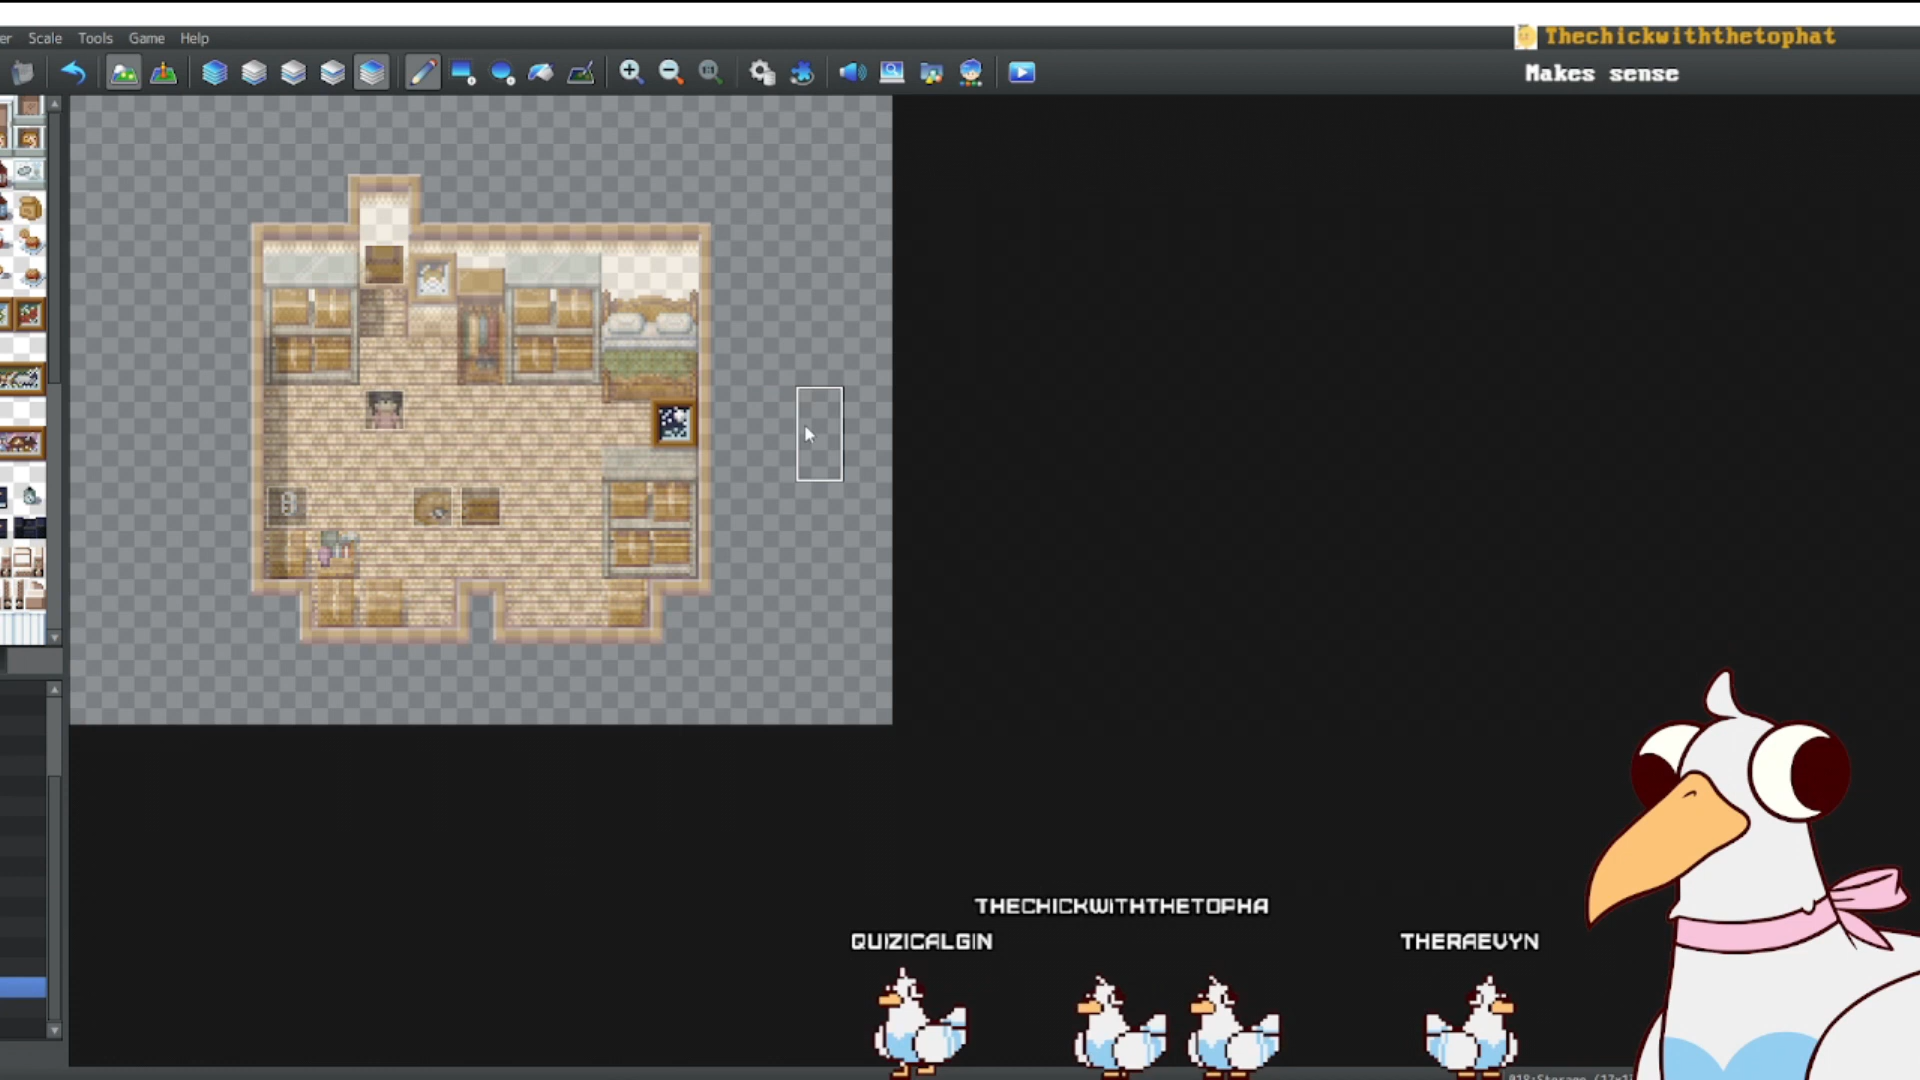 er Scale Tools Game Help
Thechickwiththetophat
Makes sense
THECHICKWITHTHETOPHA
QUIZICALGIN
THERAEVYN